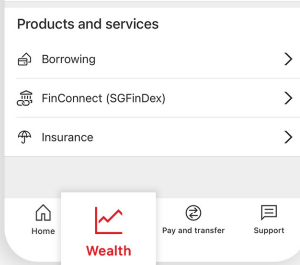 Products and services
Borrowing
FinConnect (SGFinDex)
Insurance
Home
Wealth
Pay and transfer
Support